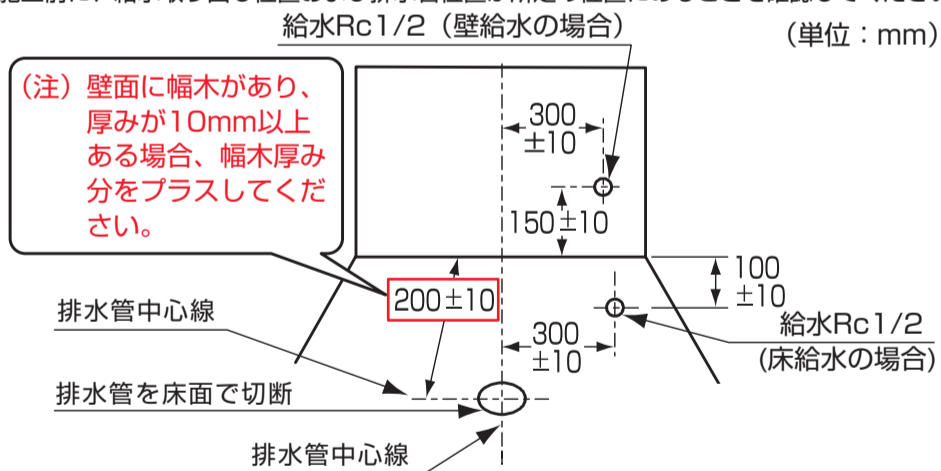 給水Rc1/2（壁給水の場合）
（単位：mm）
（注）壁面に幅木があり、
厚みが10mm以上
ある場合、幅木厚み
分をプラスしてくだ
さい。
300
±10
150±10
200±10
100
±10
300
±10
給水Rc1/2
(床給水の場合)
排水管中心線
排水管を床面で切断
排水管中心線